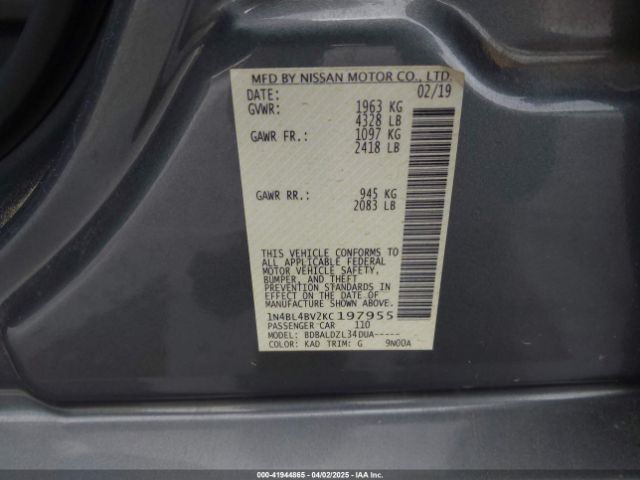 MFD BY NISSAN MOTOR CO., LTD.
DATE: 02/19
GVWR: 1963 KG
4328 LB
GAWR FR.: 1097 KG
2418 LB
GAWR RR.: 945 KG
2083 LB
THIS VEHICLE CONFORMS TO
ALL APPLICABLE FEDERAL
MOTOR VEHICLE SAFETY,
BUMPER, AND THEFT
PREVENTION STANDARDS IN
EFFECT ON THE DATE OF
MANUFACTURE SHOWN ABOVE.
1N4BL4BV2KC197955
PASSENGER CAR 110
MODEL: BDBALDZL34DUA-----
COLOR: KAD TRIM: G 9N00A
000-41944865 - 04/02/2025 - IAA Inc.